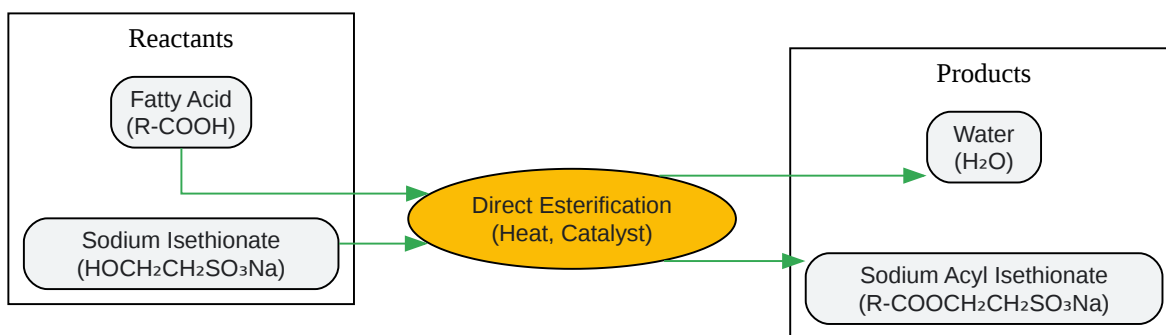 Reactants
Fatty Acid
(R-COOH)
Sodium Isethionate
(HOCH₂CH₂SO₃Na)
Direct Esterification
(Heat, Catalyst)
Products
Water
(H₂O)
Sodium Acyl Isethionate
(R-COOCH₂CH₂SO₃Na)